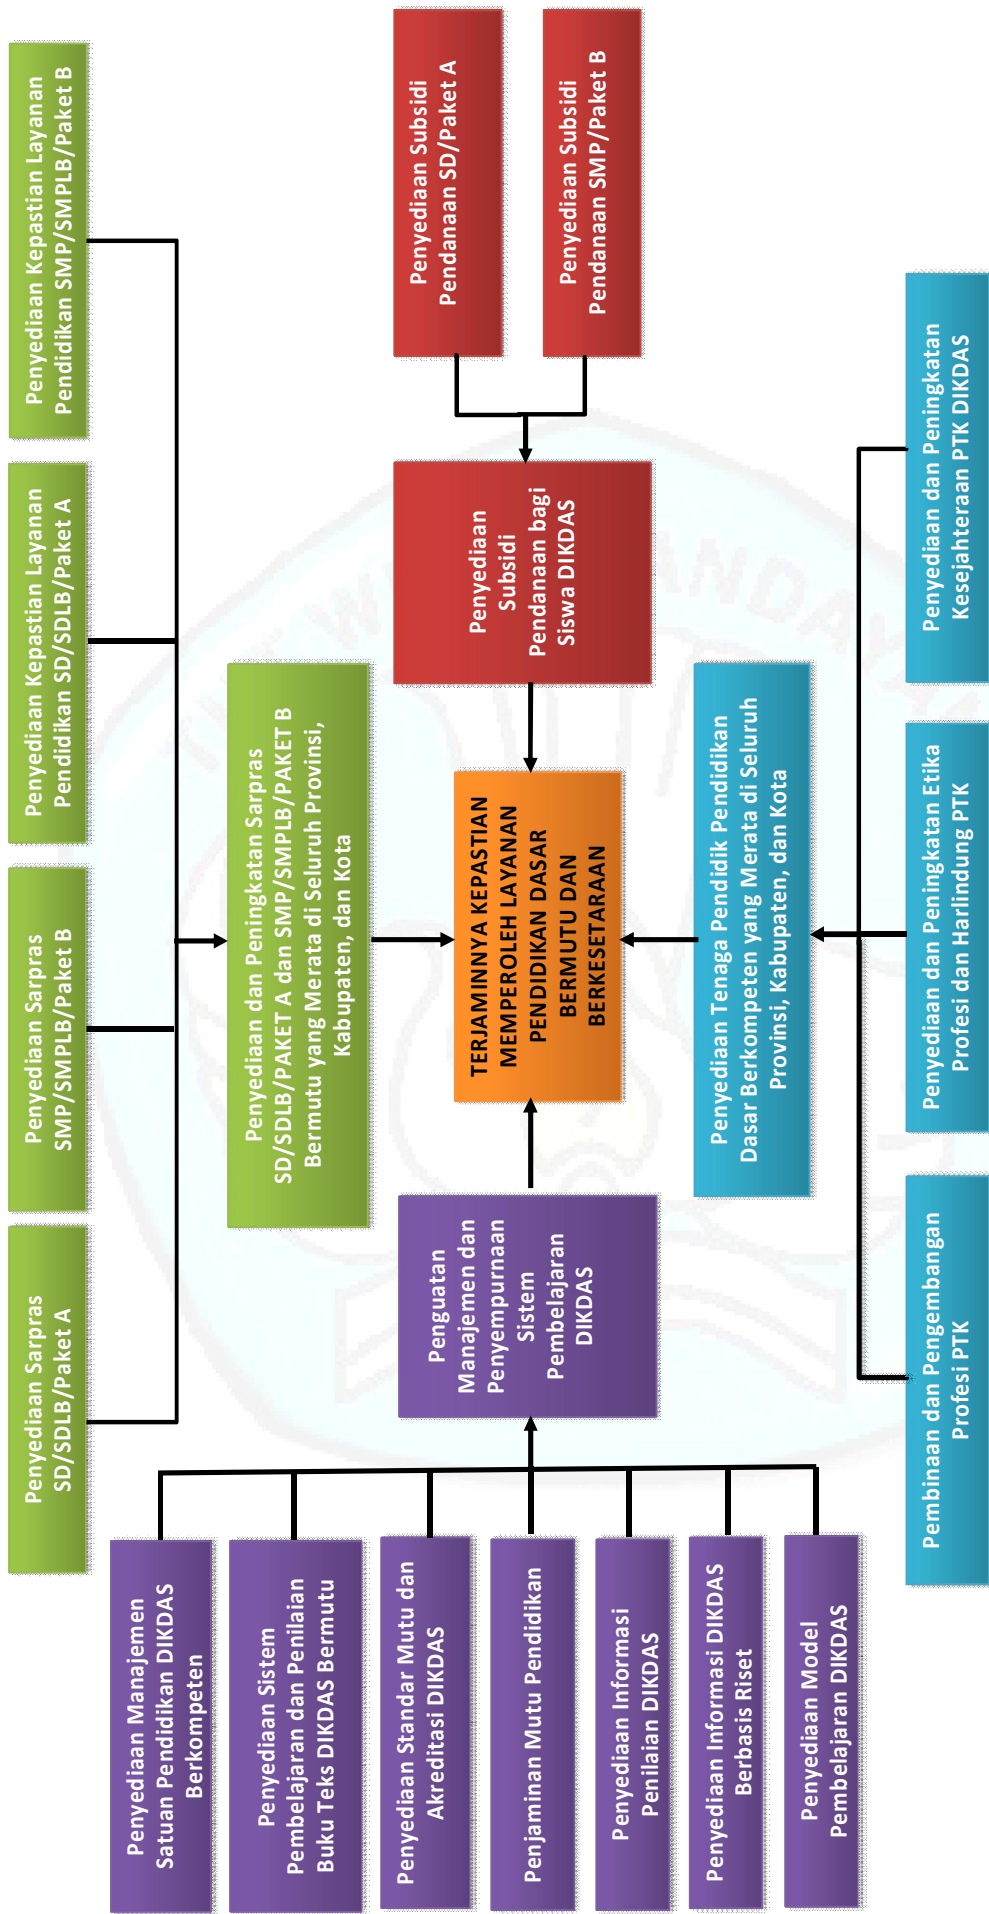 Penyediaan Sarpras
SD/SDLB/Paket A
Penyediaan Sarpras
SMP/SMPLB/Paket B
Penyediaan Kepastian Layanan
Pendidikan SD/SDLB/Paket A
Penyediaan Kepastian Layanan
Pendidikan SMP/SMPLB/Paket B
Penyediaan dan Peningkatan Sarpras
SD/SDLB/PAKET A dan SMP/SMPLB/PAKET B
Bermutu yang Merata di Seluruh Provinsi,
Kabupaten, dan Kota
Penyediaan Manajemen
Satuan Pendidikan DIKDAS
Berkompeten
Penyediaan Sistem
Pembelajaran dan Penilaian
Buku Teks DIKDAS Bermutu
Penyediaan Standar Mutu dan
Akreditasi DIKDAS
Penjaminan Mutu Pendidikan
Penyediaan Informasi
Penilaian DIKDAS
Penyediaan Informasi DIKDAS
Berbasis Riset
Penyediaan Model
Pembelajaran DIKDAS
Penguatan
Manajemen dan
Penyempurnaan
Sistem
Pembelajaran
DIKDAS
TERJAMINNYA KEPASTIAN
MEMPEROLEH LAYANAN
PENDIDIKAN DASAR
BERMUTU DAN
BERKESETARAAN
Penyediaan
Subsidi
Pendanaan bagi
Siswa DIKDAS
Penyediaan Subsidi
Pendanaan SD/Paket A
Penyediaan Subsidi
Pendanaan SMP/Paket B
Penyediaan Tenaga Pendidik Pendidikan
Dasar Berkompeten yang Merata di Seluruh
Provinsi, Kabupaten, dan Kota
Pembinaan dan Pengembangan
Profesi PTK
Penyediaan dan Peningkatan Etika
Profesi dan Harlindung PTK
Penyediaan dan Peningkatan
Kesejahteraan PTK DIKDAS